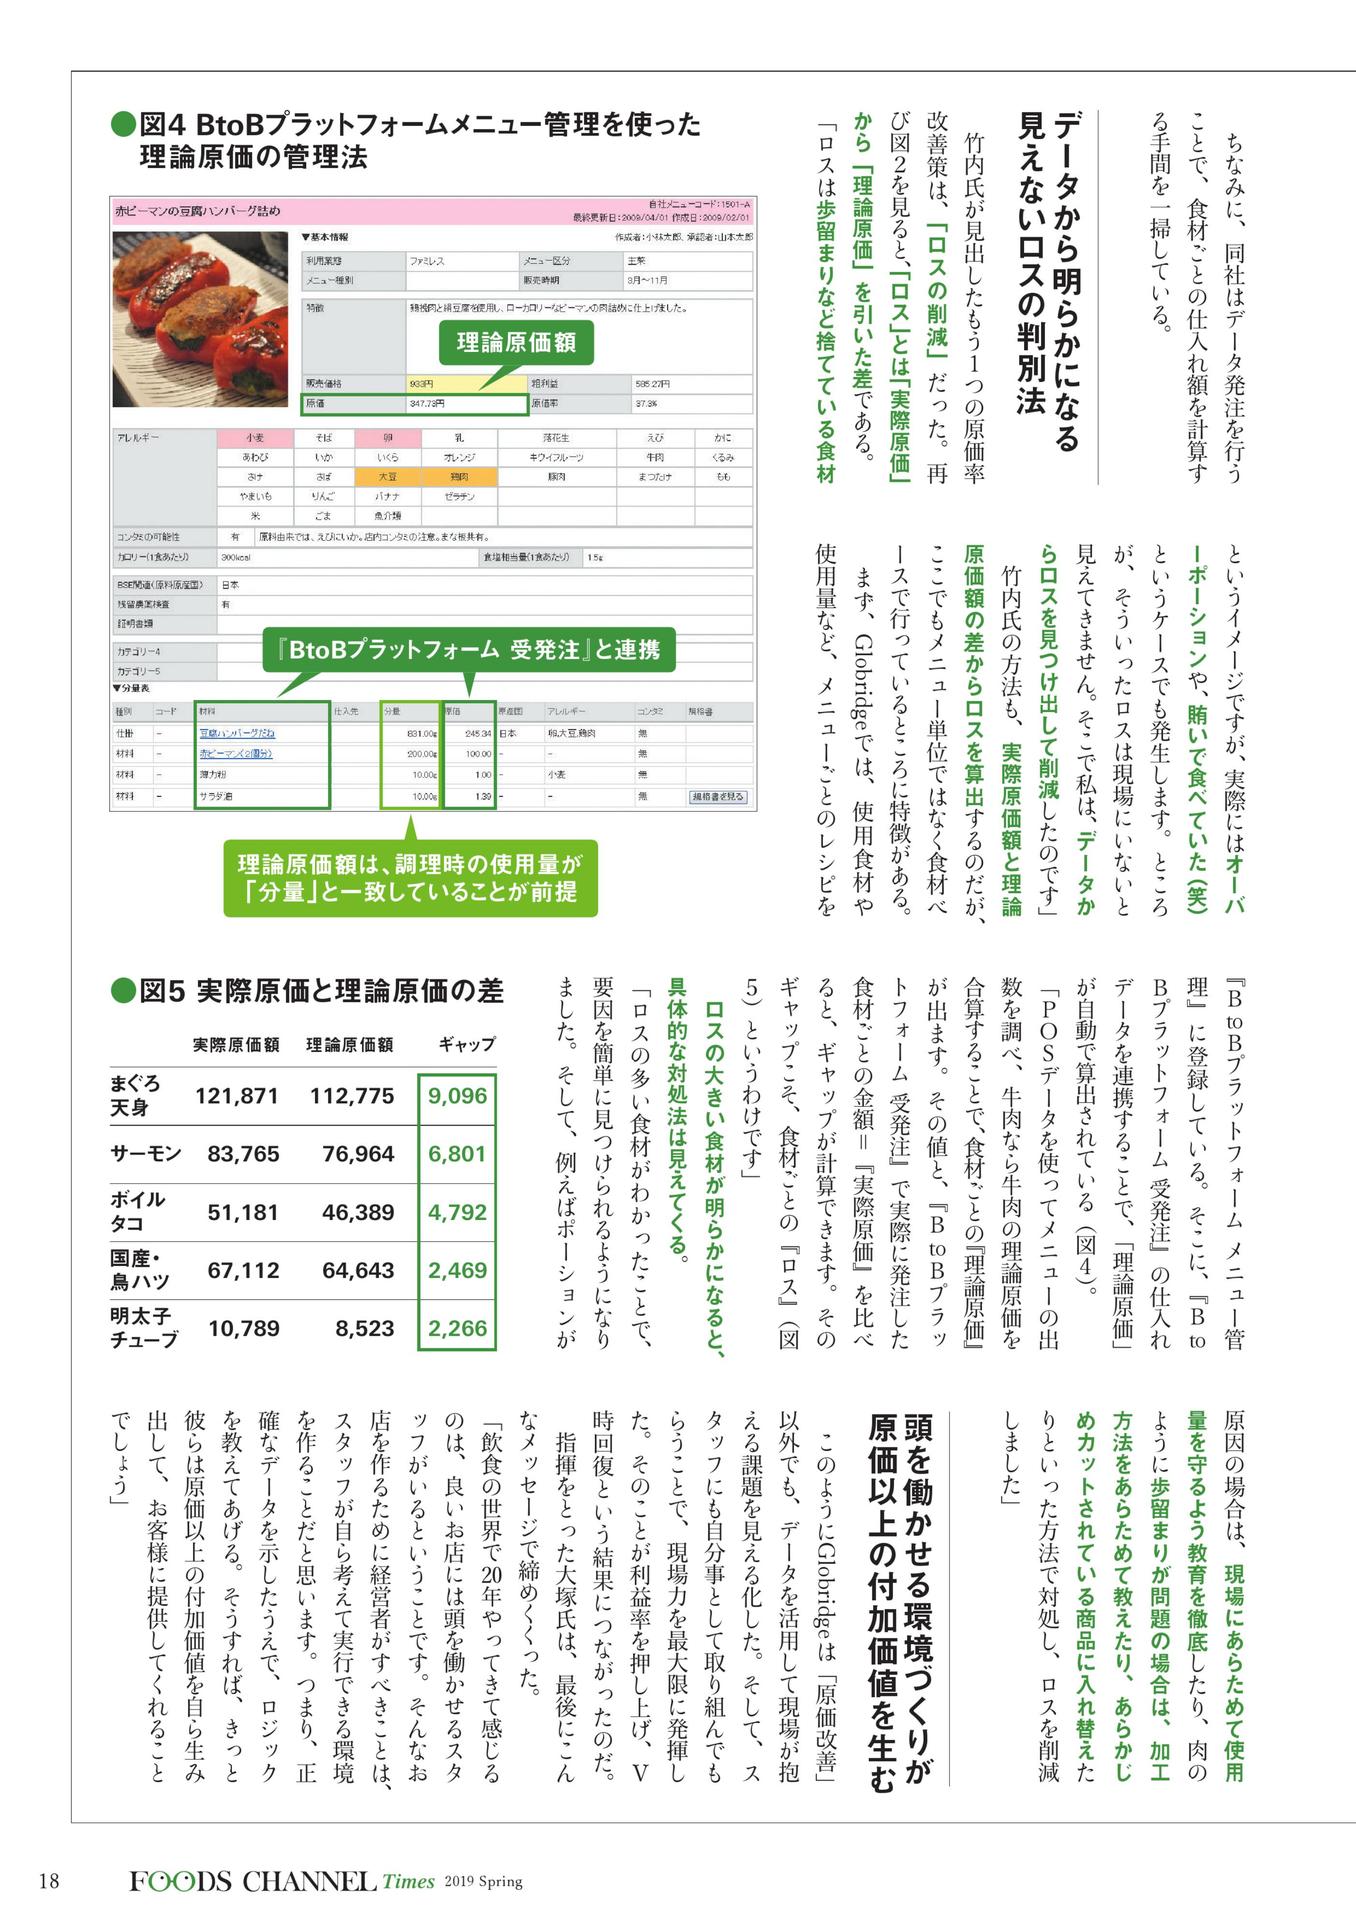 ちなみに、同社はデータ発注を行う
ことで、食材ごとの仕入れ額を計算す
る手間を一掃している。
データから明らかになる
見えないロスの判別法
竹内氏が見出したもう1つの原価率
改善策は、「ロスの削減」だった。再
び図2を見ると、「ロス」とは「実際原価」
から「理論原価」を引いた差である。
「ロスは歩留まりなど捨てている食材
というイメージですが、実際にはオーバ
ーポーションや、賄いで食べていた（笑）
というケースでも発生します。ところ
が、そういったロスは現場にいないと
見えてきません。そこで私は、データか
らロスを見つけ出して削減したのです」
竹内氏の方法も、実際原価額と理論
原価額の差からロスを算出するのだが、
ここでもメニュー単位ではなく食材ベ
ースで行っているところに特徴がある。
まず、Globridgeでは、使用食材や
使用量など、メニューごとのレシピを
『BtoBプラットフォーム メニュー管
理』に登録している。そこに、『Bto
Bプラットフォーム 受発注』の仕入れ
データを連携することで、「理論原価」
が自動で算出されている（図4）。
「POSデータを使ってメニューの出
数を調べ、牛肉なら牛肉の理論原価を
合算することで、食材ごとの『理論原価』
が出ます。その値と、『BtoBプラッ
トフォーム 受発注』で実際に発注した
食材ごとの金額＝『実際原価』を比べ
ると、ギャップが計算できます。その
ギャップこそ、食材ごとの『ロス』（図
5）というわけです」
ロスの大きい食材が明らかになると、
具体的な対処法は見えてくる。
「ロスの多い食材がわかったことで、
要因を簡単に見つけられるようになり
ました。そして、例えばポーションが
原因の場合は、現場にあらためて使用
量を守るよう教育を徹底したり、肉の
ように歩留まりが問題の場合は、加工
方法をあらためて教えたり、あらかじ
めカットされている商品に入れ替えた
りといった方法で対処し、ロスを削減
しました」
頭を働かせる環境づくりが
原価以上の付加価値を生む
このようにGlobridgeは「原価改善」
以外でも、データを活用して現場が抱
える課題を見える化した。そして、ス
タッフにも自分事として取り組んでも
らうことで、現場力を最大限に発揮し
た。そのことが利益率を押し上げ、V
時回復という結果につながったのだ。
指揮をとった大塚氏は、最後にこん
なメッセージで締めくくった。
「飲食の世界で20年やってきて感じる
のは、良いお店には頭を働かせるスタ
ッフがいるということです。そんなお
店を作るために経営者がすべきことは、
スタッフが自ら考えて実行できる環境
を作ることだと思います。つまり、正
確なデータを示したうえで、ロジック
を教えてあげる。そうすれば、きっと
彼らは原価以上の付加価値を自ら生み
出して、お客様に提供してくれること
でしょう」
●図4 BtoBプラットフォームメニュー管理を使った
理論原価の管理法
赤ピーマンの豆腐ハンバーグ詰め
自社メニューコード：1501-A
最終更新日：2009/04/01 作成日：2009/02/01
▼基本情報 作成者：小林太郎、承認者：山本太郎
利用業態 ファミレス メニュー区分 主菜
メニュー種別 販売時期 3月～11月
特徴 鶏挽肉と絹豆腐を使用し、ローカロリーなピーマンの肉詰めに仕上げました。
理論原価額
販売価格 933円 粗利益 585.27円
原価 347.73円 原価率 37.3%
アレルギー 小麦 そば 卵 乳 落花生 えび かに
あわび いか いくら オレンジ キウイフルーツ 牛肉 くるみ
さけ さば 大豆 鶏肉 豚肉 まつたけ もも
やまいも りんご バナナ ゼラチン
米 ごま 魚介類
コンタミの可能性 有 原料由来では、えびにいか。店内コンタミの注意。まな板共有。
カロリー(1食あたり) 300kcal 食塩相当量(1食あたり) 1.5g
BSE関連(原料原産国) 日本
残留農薬検査 有
証明書類
『BtoBプラットフォーム 受発注』と連携
カテゴリー4
カテゴリー5
▼分量表
種別 コード 材料 仕入先 分量 原価 原産国 アレルギー コンタミ 規格書
仕掛 - 豆腐ハンバーグだね 831.00g 245.34 日本 卵,大豆,鶏肉 無
材料 - 赤ピーマン(2個分) 200.00g 100.00 - 無
材料 - 薄力粉 10.00g 1.00 - 小麦 無
材料 - サラダ油 10.00g 1.39 - - 無 規格書を見る
理論原価額は、調理時の使用量が
「分量」と一致していることが前提
●図5 実際原価と理論原価の差
実際原価額 理論原価額 ギャップ
まぐろ
天身 121,871 112,775 9,096
サーモン 83,765 76,964 6,801
ボイル
タコ 51,181 46,389 4,792
国産・
鳥ハツ 67,112 64,643 2,469
明太子
チューブ 10,789 8,523 2,266
18 FOODS CHANNEL Times 2019 Spring